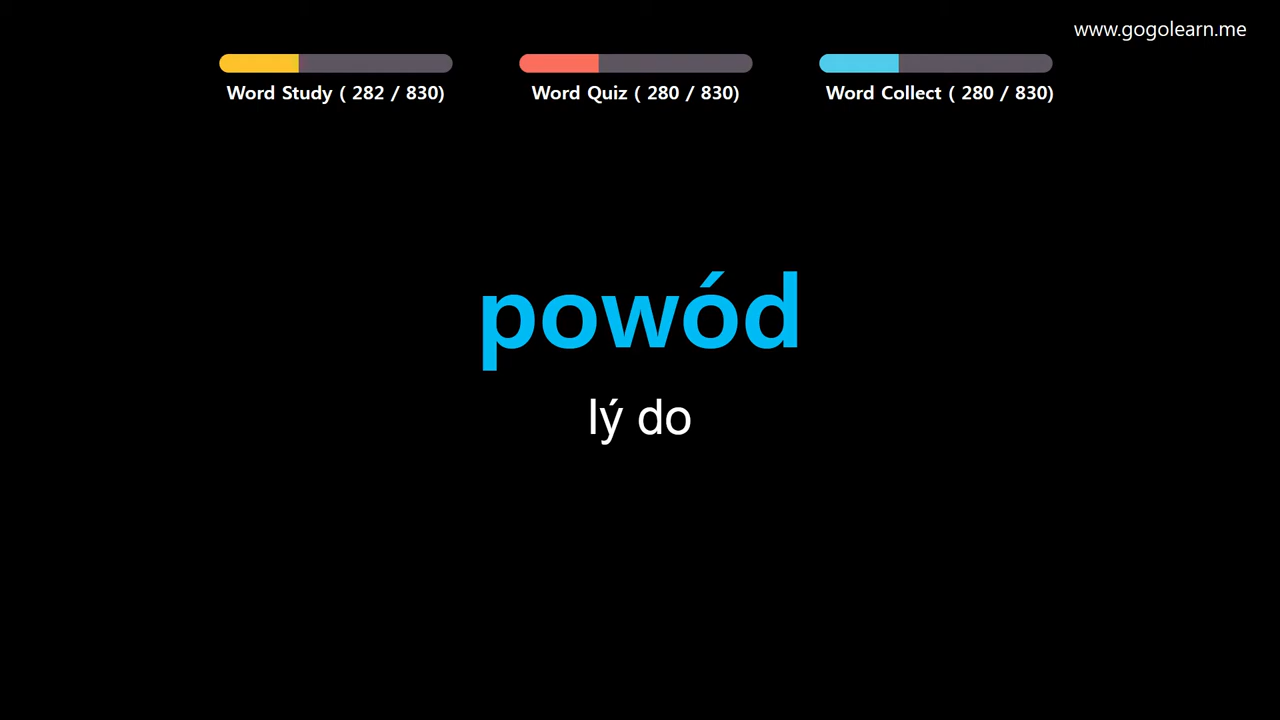 www.gogolearn.me
Word Study ( 282 / 830)
Word Quiz ( 280 / 830)
Word Collect ( 280 / 830)
powód
lý do